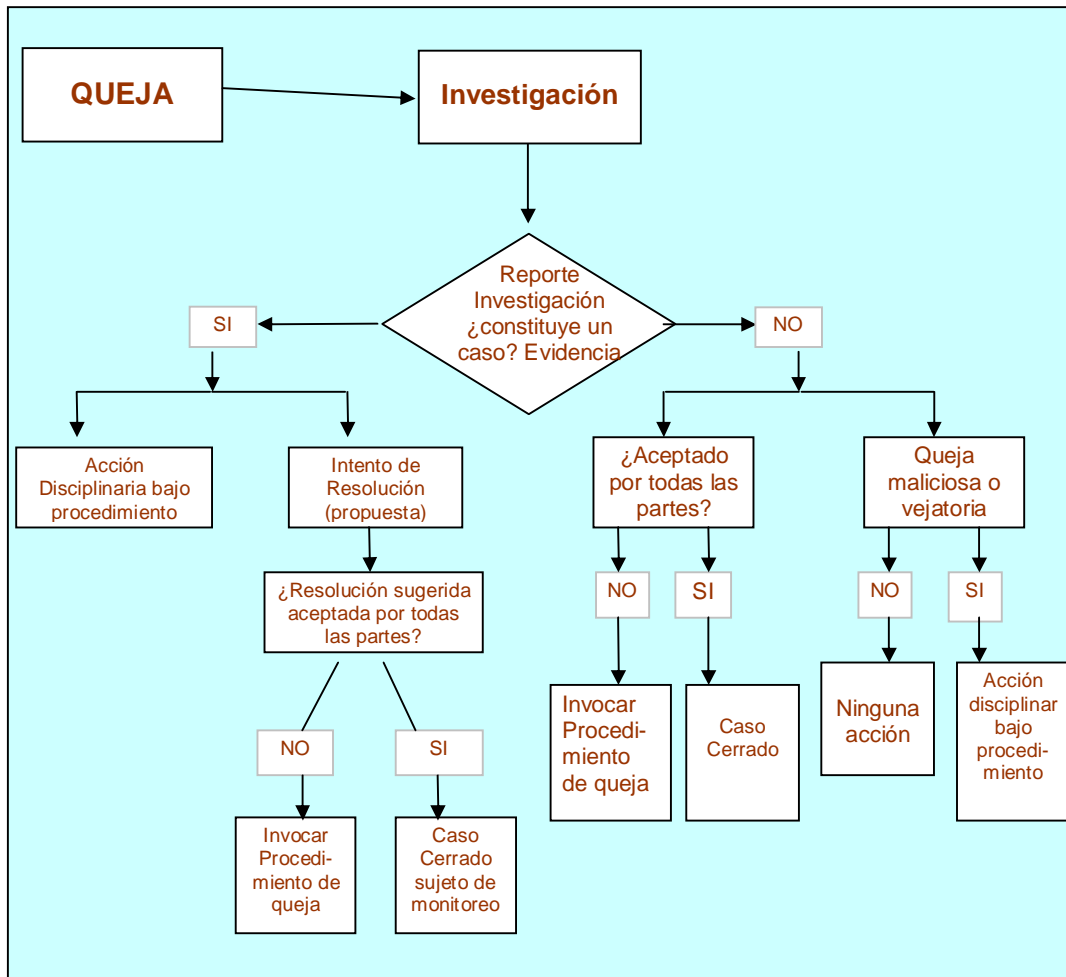 QUEJA
Investigación
Reporte
Investigación
¿constituye un
caso? Evidencia
SI
NO
Acción
Disciplinaria bajo
procedimiento
Intento de
Resolución
(propuesta)
¿Aceptado
por todas las
partes?
Queja
maliciosa o
vejatoria
¿Resolución sugerida
aceptada por todas
las partes?
NO
SI
NO
SI
Invocar
Procedi-
miento
de queja
Caso
Cerrado
Ninguna
acción
Acción
disciplinar
bajo
procedi-
miento
NO
SI
Invocar
Procedi-
miento de
queja
Caso
Cerrado
sujeto de
monitoreo